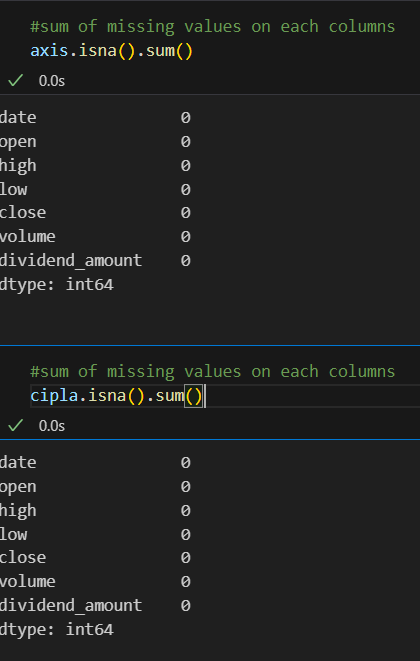 #sum of missing values on each columns
axis.isna().sum()
0.0s
date 0
open 0
high 0
low 0
close 0
volume 0
dividend_amount 0
dtype: int64
#sum of missing values on each columns
cipla.isna().sum()
0.0s
date 0
open 0
high 0
low 0
close 0
volume 0
dividend_amount 0
dtype: int64